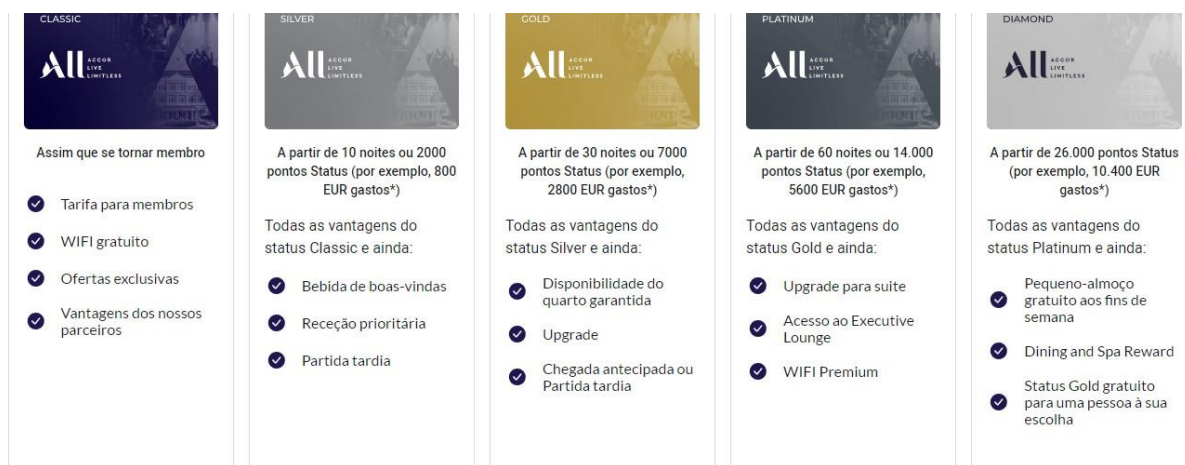 CLASSIC
All ACCOR
LIVE
LIMITLESS
Assim que se tornar membro
Tarifa para membros
WIFI gratuito
Ofertas exclusivas
Vantagens dos nossos
parceiros
SILVER
All ACCOR
LIVE
LIMITLESS
A partir de 10 noites ou 2000
pontos Status (por exemplo, 800
EUR gastos*)
Todas as vantagens do
status Classic e ainda:
Bebida de boas-vindas
Receção prioritária
Partida tardia
GOLD
All ACCOR
LIVE
LIMITLESS
A partir de 30 noites ou 7000
pontos Status (por exemplo,
2800 EUR gastos*)
Todas as vantagens do
status Silver e ainda:
Disponibilidade do
quarto garantida
Upgrade
Chegada antecipada ou
Partida tardia
PLATINUM
All ACCOR
LIVE
LIMITLESS
A partir de 60 noites ou 14.000
pontos Status (por exemplo,
5600 EUR gastos*)
Todas as vantagens do
status Gold e ainda:
Upgrade para suite
Acesso ao Executive
Lounge
WIFI Premium
DIAMOND
All ACCOR
LIVE
LIMITLESS
A partir de 26.000 pontos Status
(por exemplo, 10.400 EUR
gastos*)
Todas as vantagens do
status Platinum e ainda:
Pequeno-almoço
gratuito aos fins de
semana
Dining and Spa Reward
Status Gold gratuito
para uma pessoa à sua
escolha